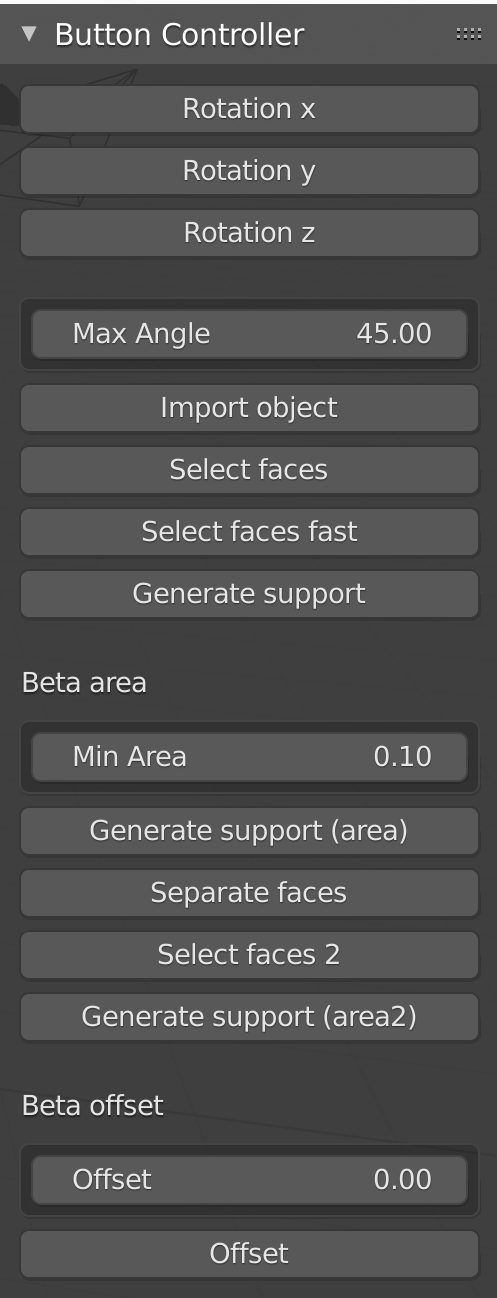 Button Controller
Rotation x
Rotation y
Rotation z
Max Angle 45.00
Import object
Select faces
Select faces fast
Generate support
Beta area
Min Area 0.10
Generate support (area)
Separate faces
Select faces 2
Generate support (area2)
Beta offset
Offset 0.00
Offset